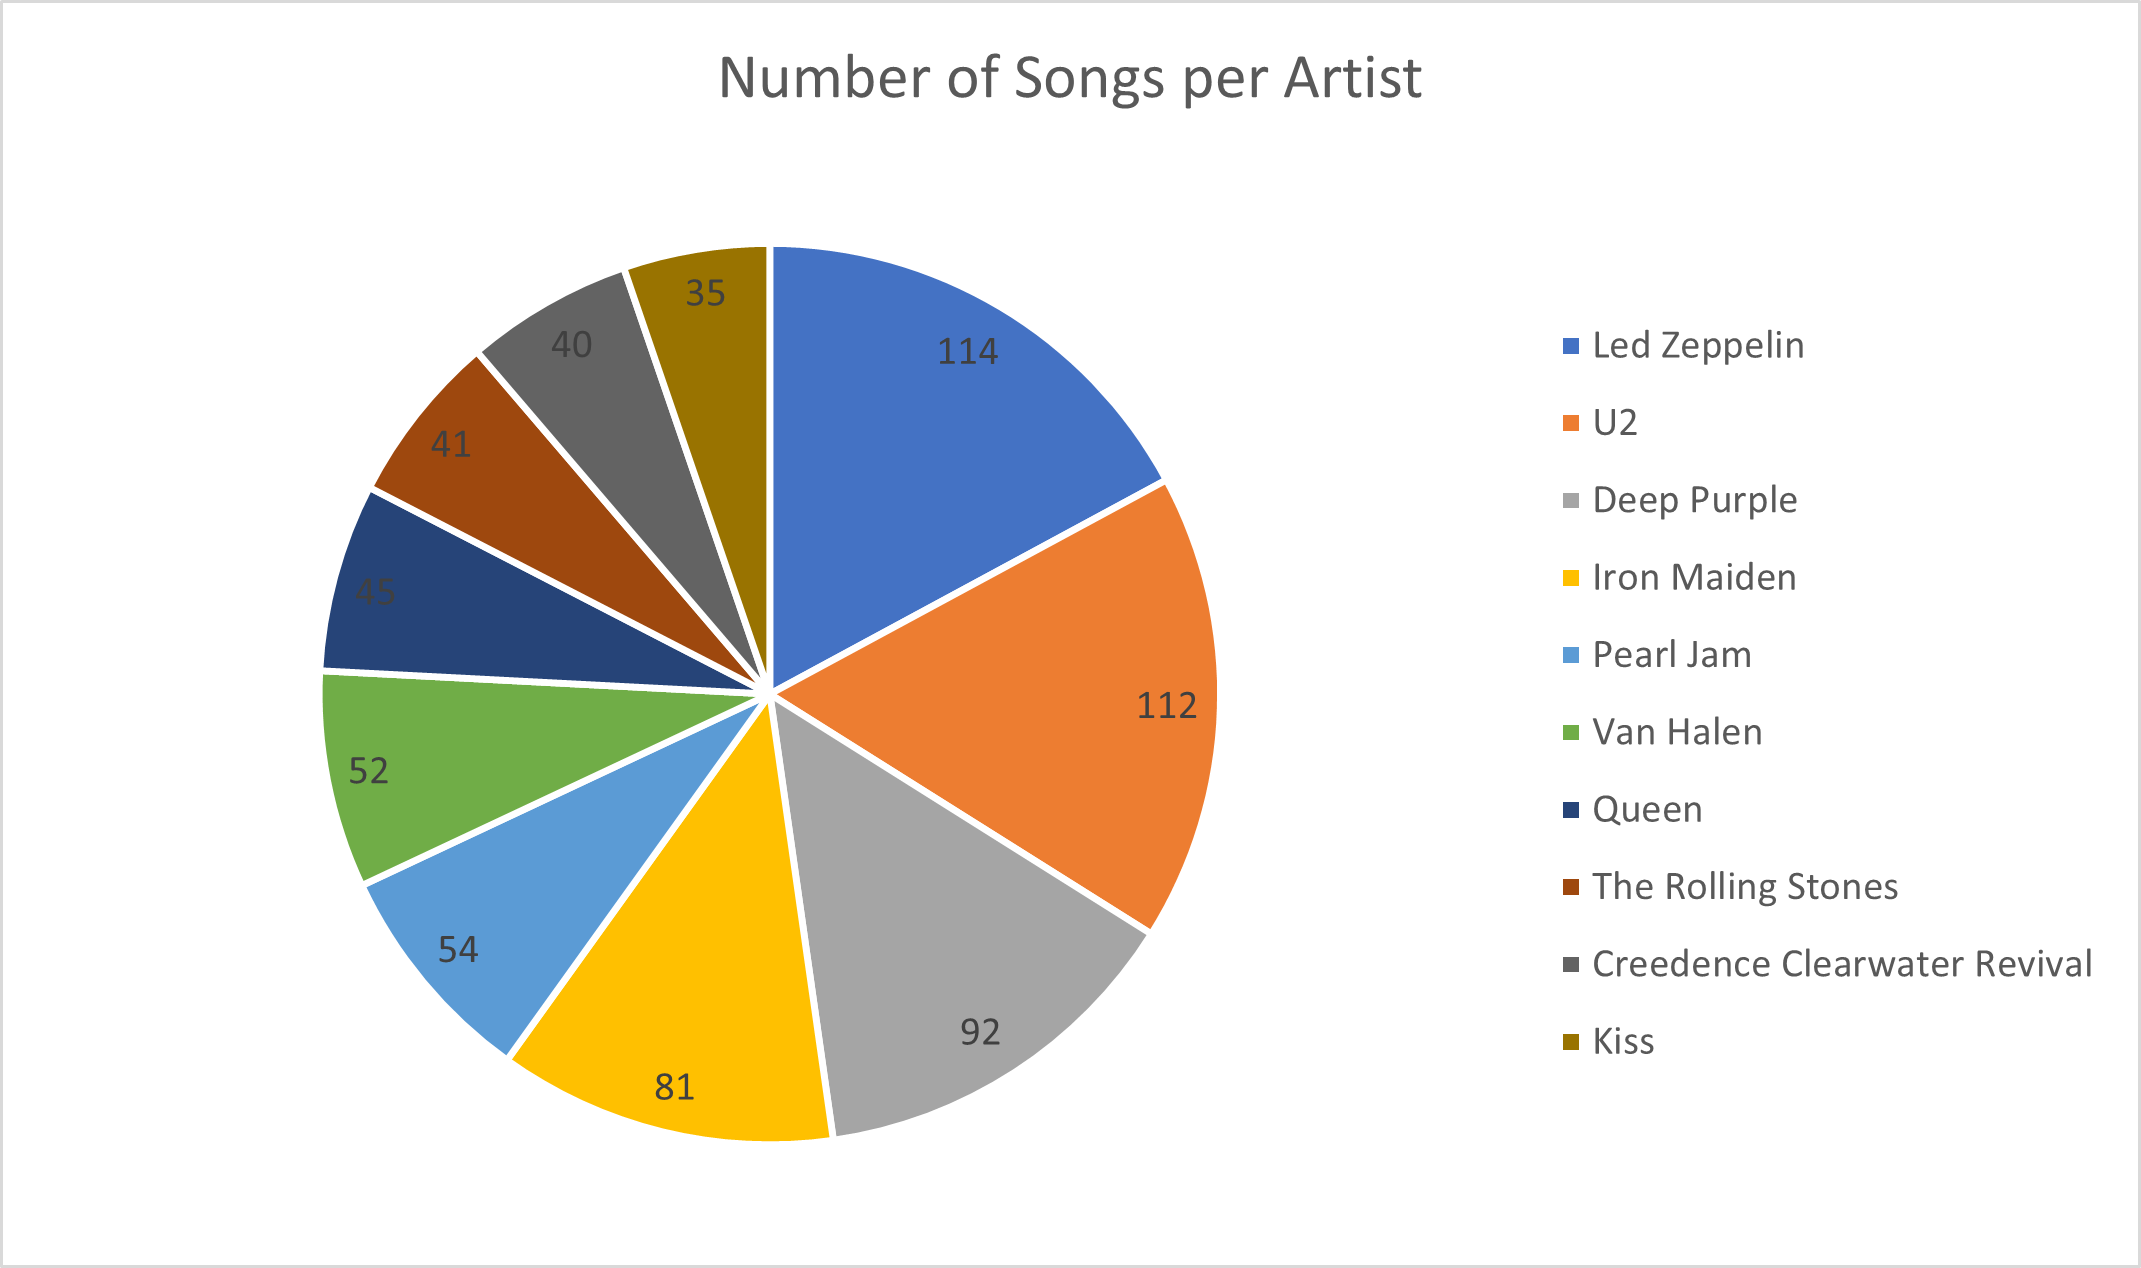 Number of Songs per Artist
35
114
40
41
45
112
52
54
92
81
Led Zeppelin
U2
Deep Purple
Iron Maiden
Pearl Jam
Van Halen
Queen
The Rolling Stones
Creedence Clearwater Revival
Kiss